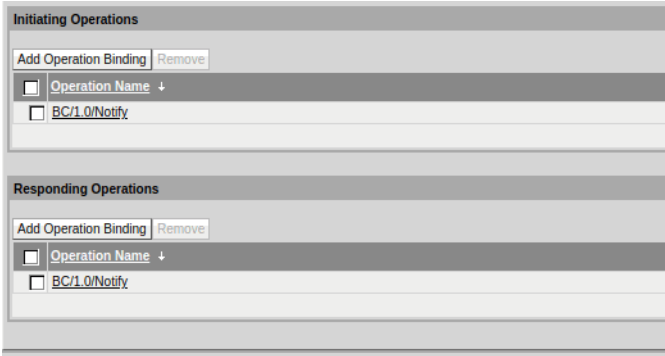 Initiating Operations
Add Operation Binding Remove
Operation Name ↓
BC/1.0/Notify
Responding Operations
Add Operation Binding Remove
Operation Name ↓
BC/1.0/Notify